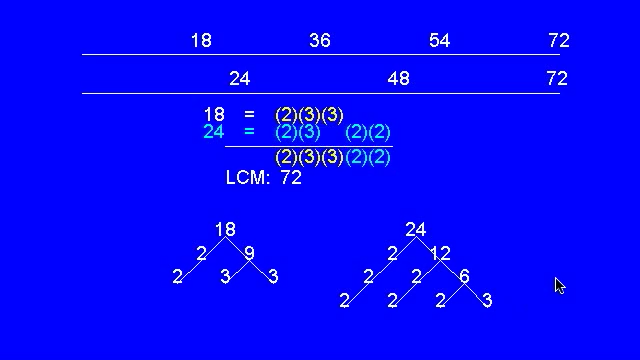 18 36 54 72
24 48 72
18 = (2)(3)(3)
24 = (2)(3) (2)(2)
(2)(3)(3)(2)(2)
LCM: 72
18 24
2 9 2 12
2 3 3 2 2 6
2 2 2 3